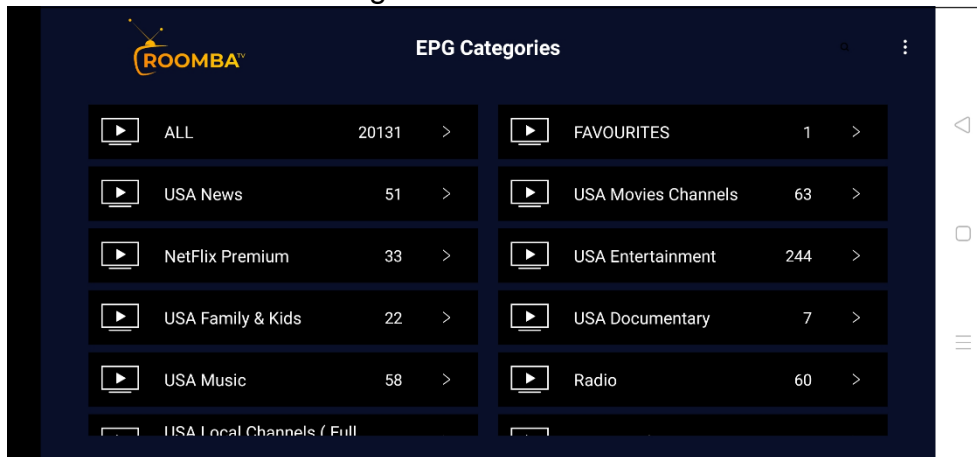 ROOMBA TV
EPG Categories
ALL 20131 >
FAVOURITES 1 >
USA News 51 >
USA Movies Channels 63 >
NetFlix Premium 33 >
USA Entertainment 244 >
USA Family & Kids 22 >
USA Documentary 7 >
USA Music 58 >
Radio 60 >
USA Local Channels ( Full